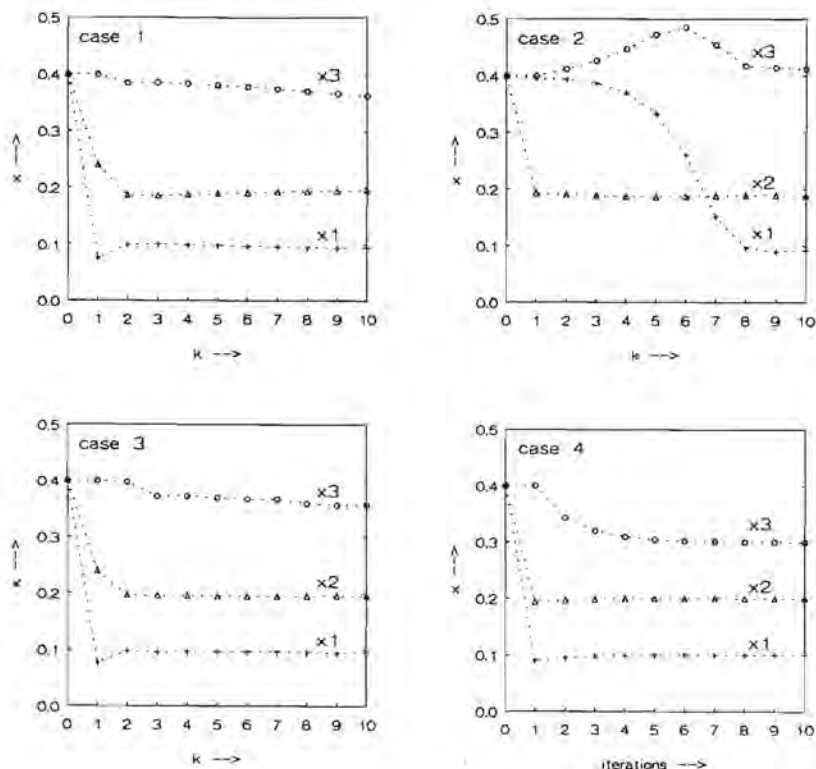 case 1
0.5
0.4
0.3
0.2
0.1
0.0
x --->
x3
x2
x1
0 1 2 3 4 5 6 7 8 9 10
k --->
case 2
0.5
0.4
0.3
0.2
0.1
0.0
x --->
x3
x2
x1
0 1 2 3 4 5 6 7 8 9 10
k --->
case 3
0.5
0.4
0.3
0.2
0.1
0.0
x --->
x3
x2
x1
0 1 2 3 4 5 6 7 8 9 10
k --->
case 4
0.5
0.4
0.3
0.2
0.1
0.0
x --->
x3
x2
x1
0 1 2 3 4 5 6 7 8 9 10
iterations --->